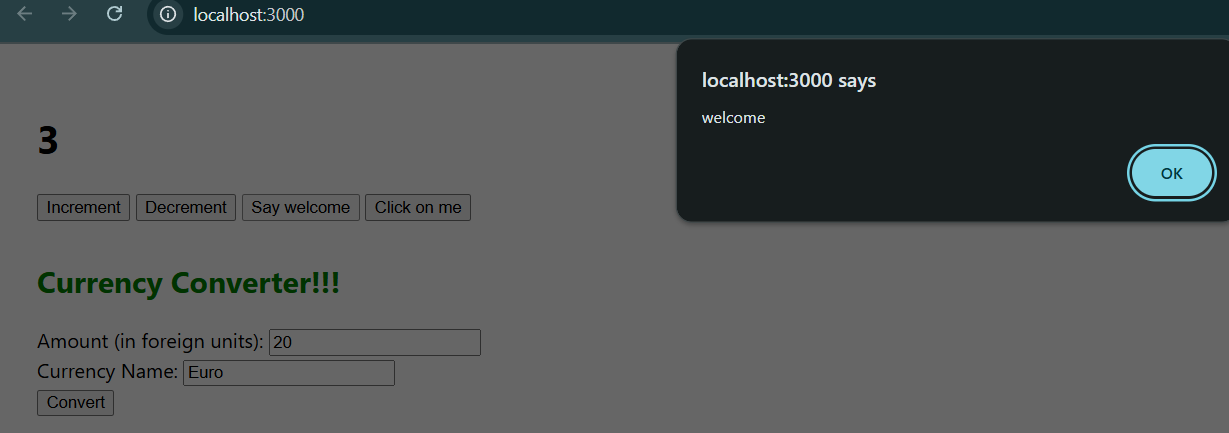 localhost:3000
localhost:3000 says
welcome
OK
3
Increment Decrement Say welcome Click on me
Currency Converter!!!
Amount (in foreign units): 20
Currency Name: Euro
Convert